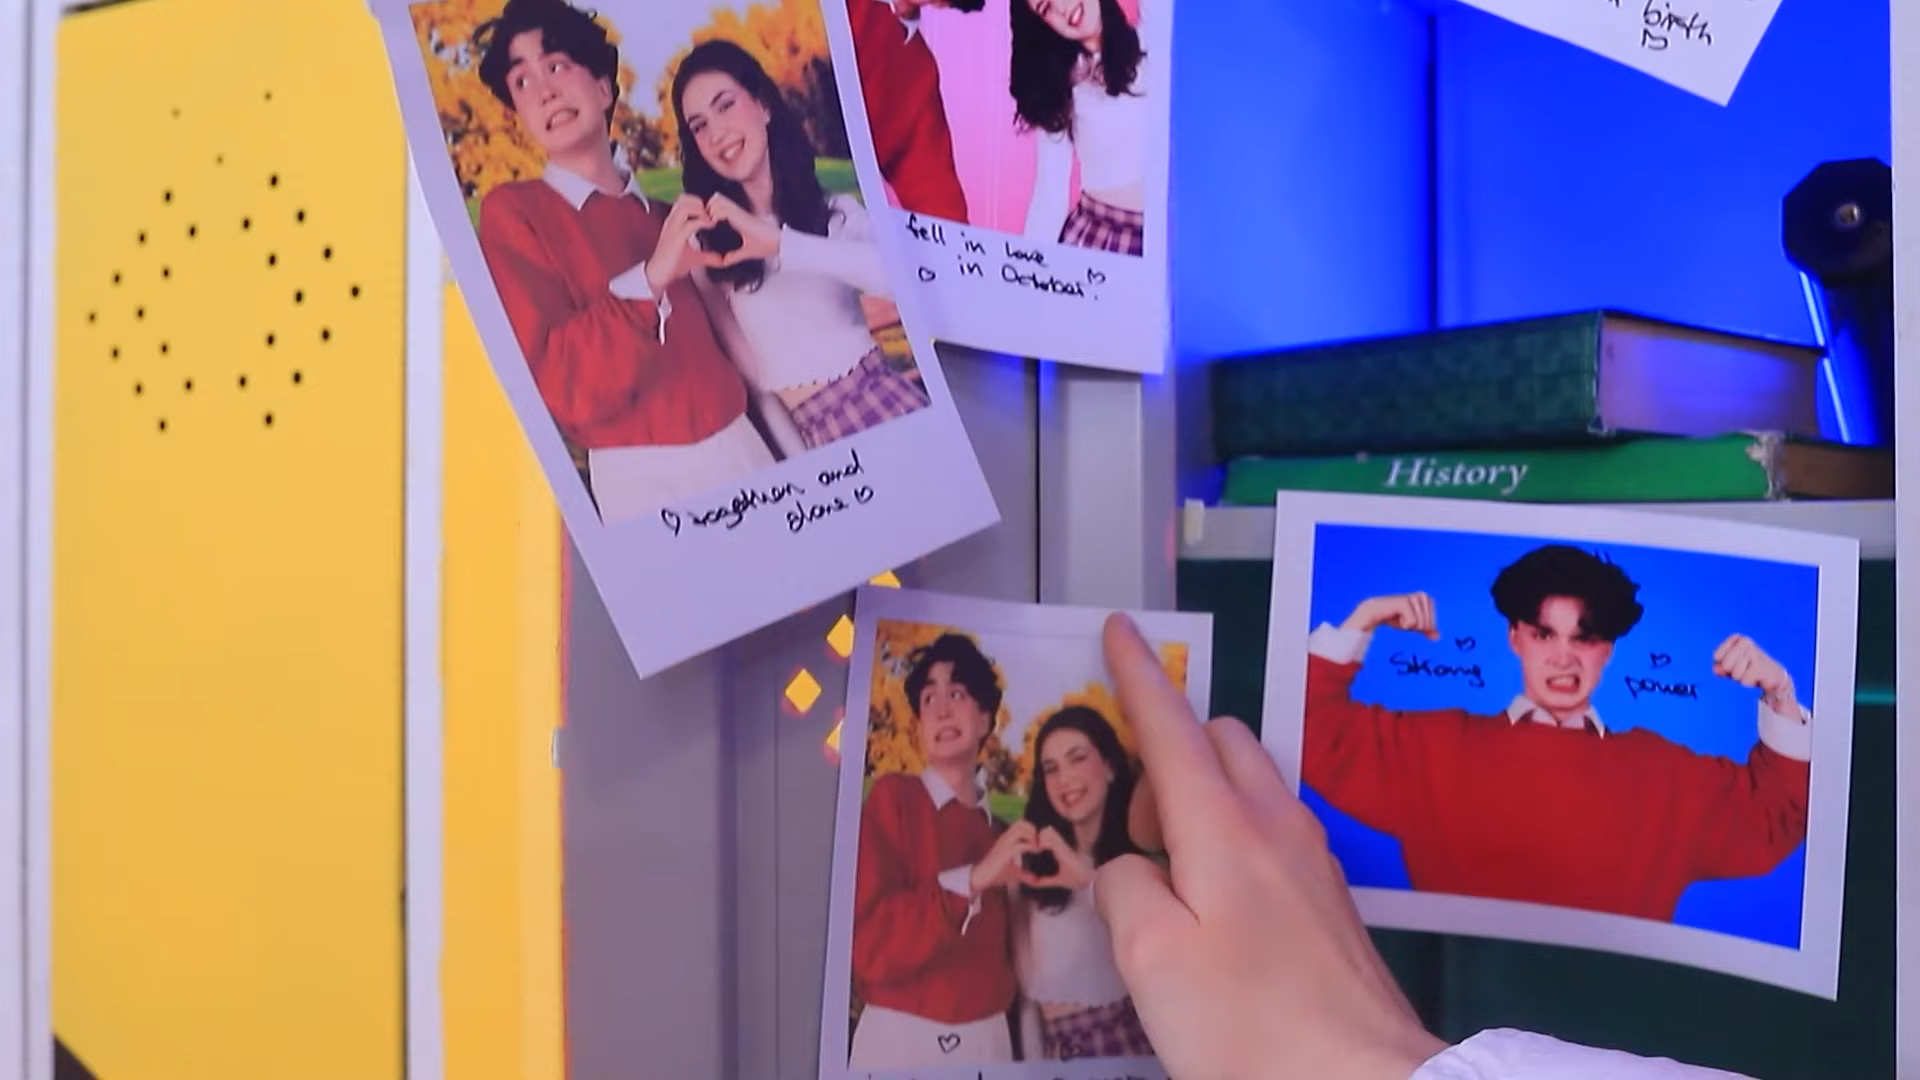 birth
fell in love
in October.
together and
alone
History
Strong
power